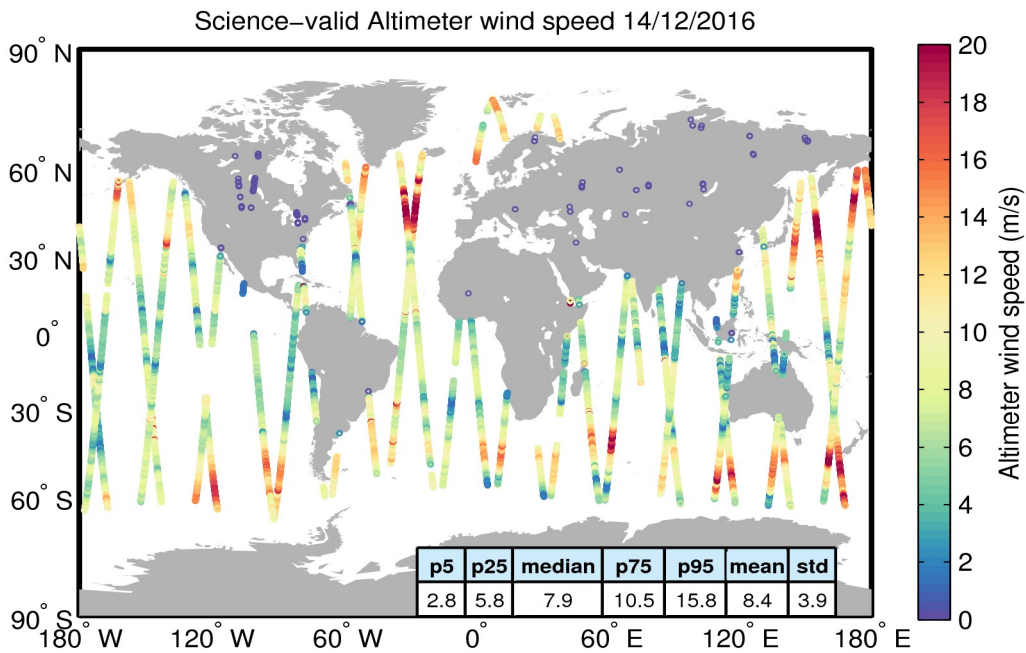 Science−valid Altimeter wind speed 14/12/2016
90° N
60° N
30° N
0°
30° S
60° S
90° S
180° W
120° W
60° W
0°
60° E
120° E
180° E
p5 p25 median p75 p95 mean std
2.8 5.8 7.9 10.5 15.8 8.4 3.9
20
18
16
14
12
10
8
6
4
2
0
Altimeter wind speed (m/s)